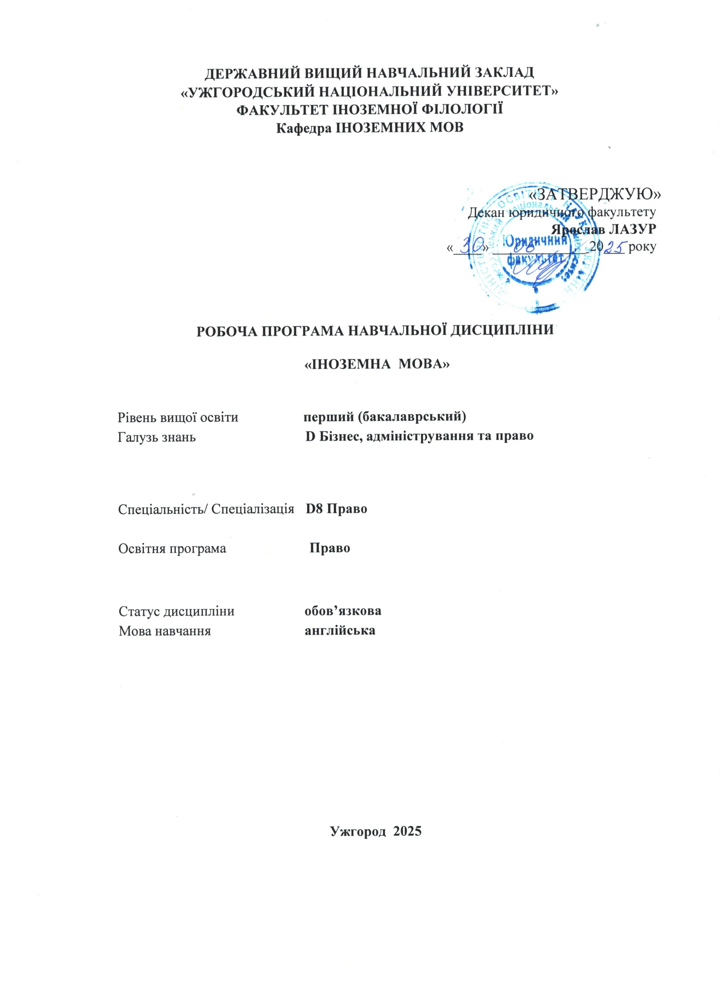 ДЕРЖАВНИЙ ВИЩИЙ НАВЧАЛЬНИЙ ЗАКЛАД
«УЖГОРОДСЬКИЙ НАЦІОНАЛЬНИЙ УНІВЕРСИТЕТ»
ФАКУЛЬТЕТ ІНОЗЕМНОЇ ФІЛОЛОГІЇ
Кафедра ІНОЗЕМНИХ МОВ
«ЗАТВЕРДЖУЮ»
Декан юридичного факультету
Ярослав ЛАЗУР
«30» 06 2025 року
Юридичний
факультет
РОБОЧА ПРОГРАМА НАВЧАЛЬНОЇ ДИСЦИПЛІНИ
«ІНОЗЕМНА МОВА»
Рівень вищої освіти перший (бакалаврський)
Галузь знань D Бізнес, адміністрування та право
Спеціальність/ Спеціалізація D8 Право
Освітня програма Право
Статус дисципліни обов’язкова
Мова навчання англійська
Ужгород 2025